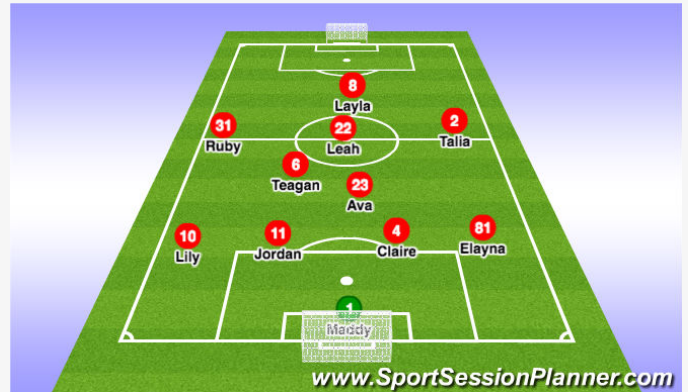 8
Layla
31
Ruby
22
Leah
2
Talia
6
Teagan
23
Ava
10
Lily
11
Jordan
4
Claire
81
Elayna
1
Maddy
www.SportSessionPlanner.com